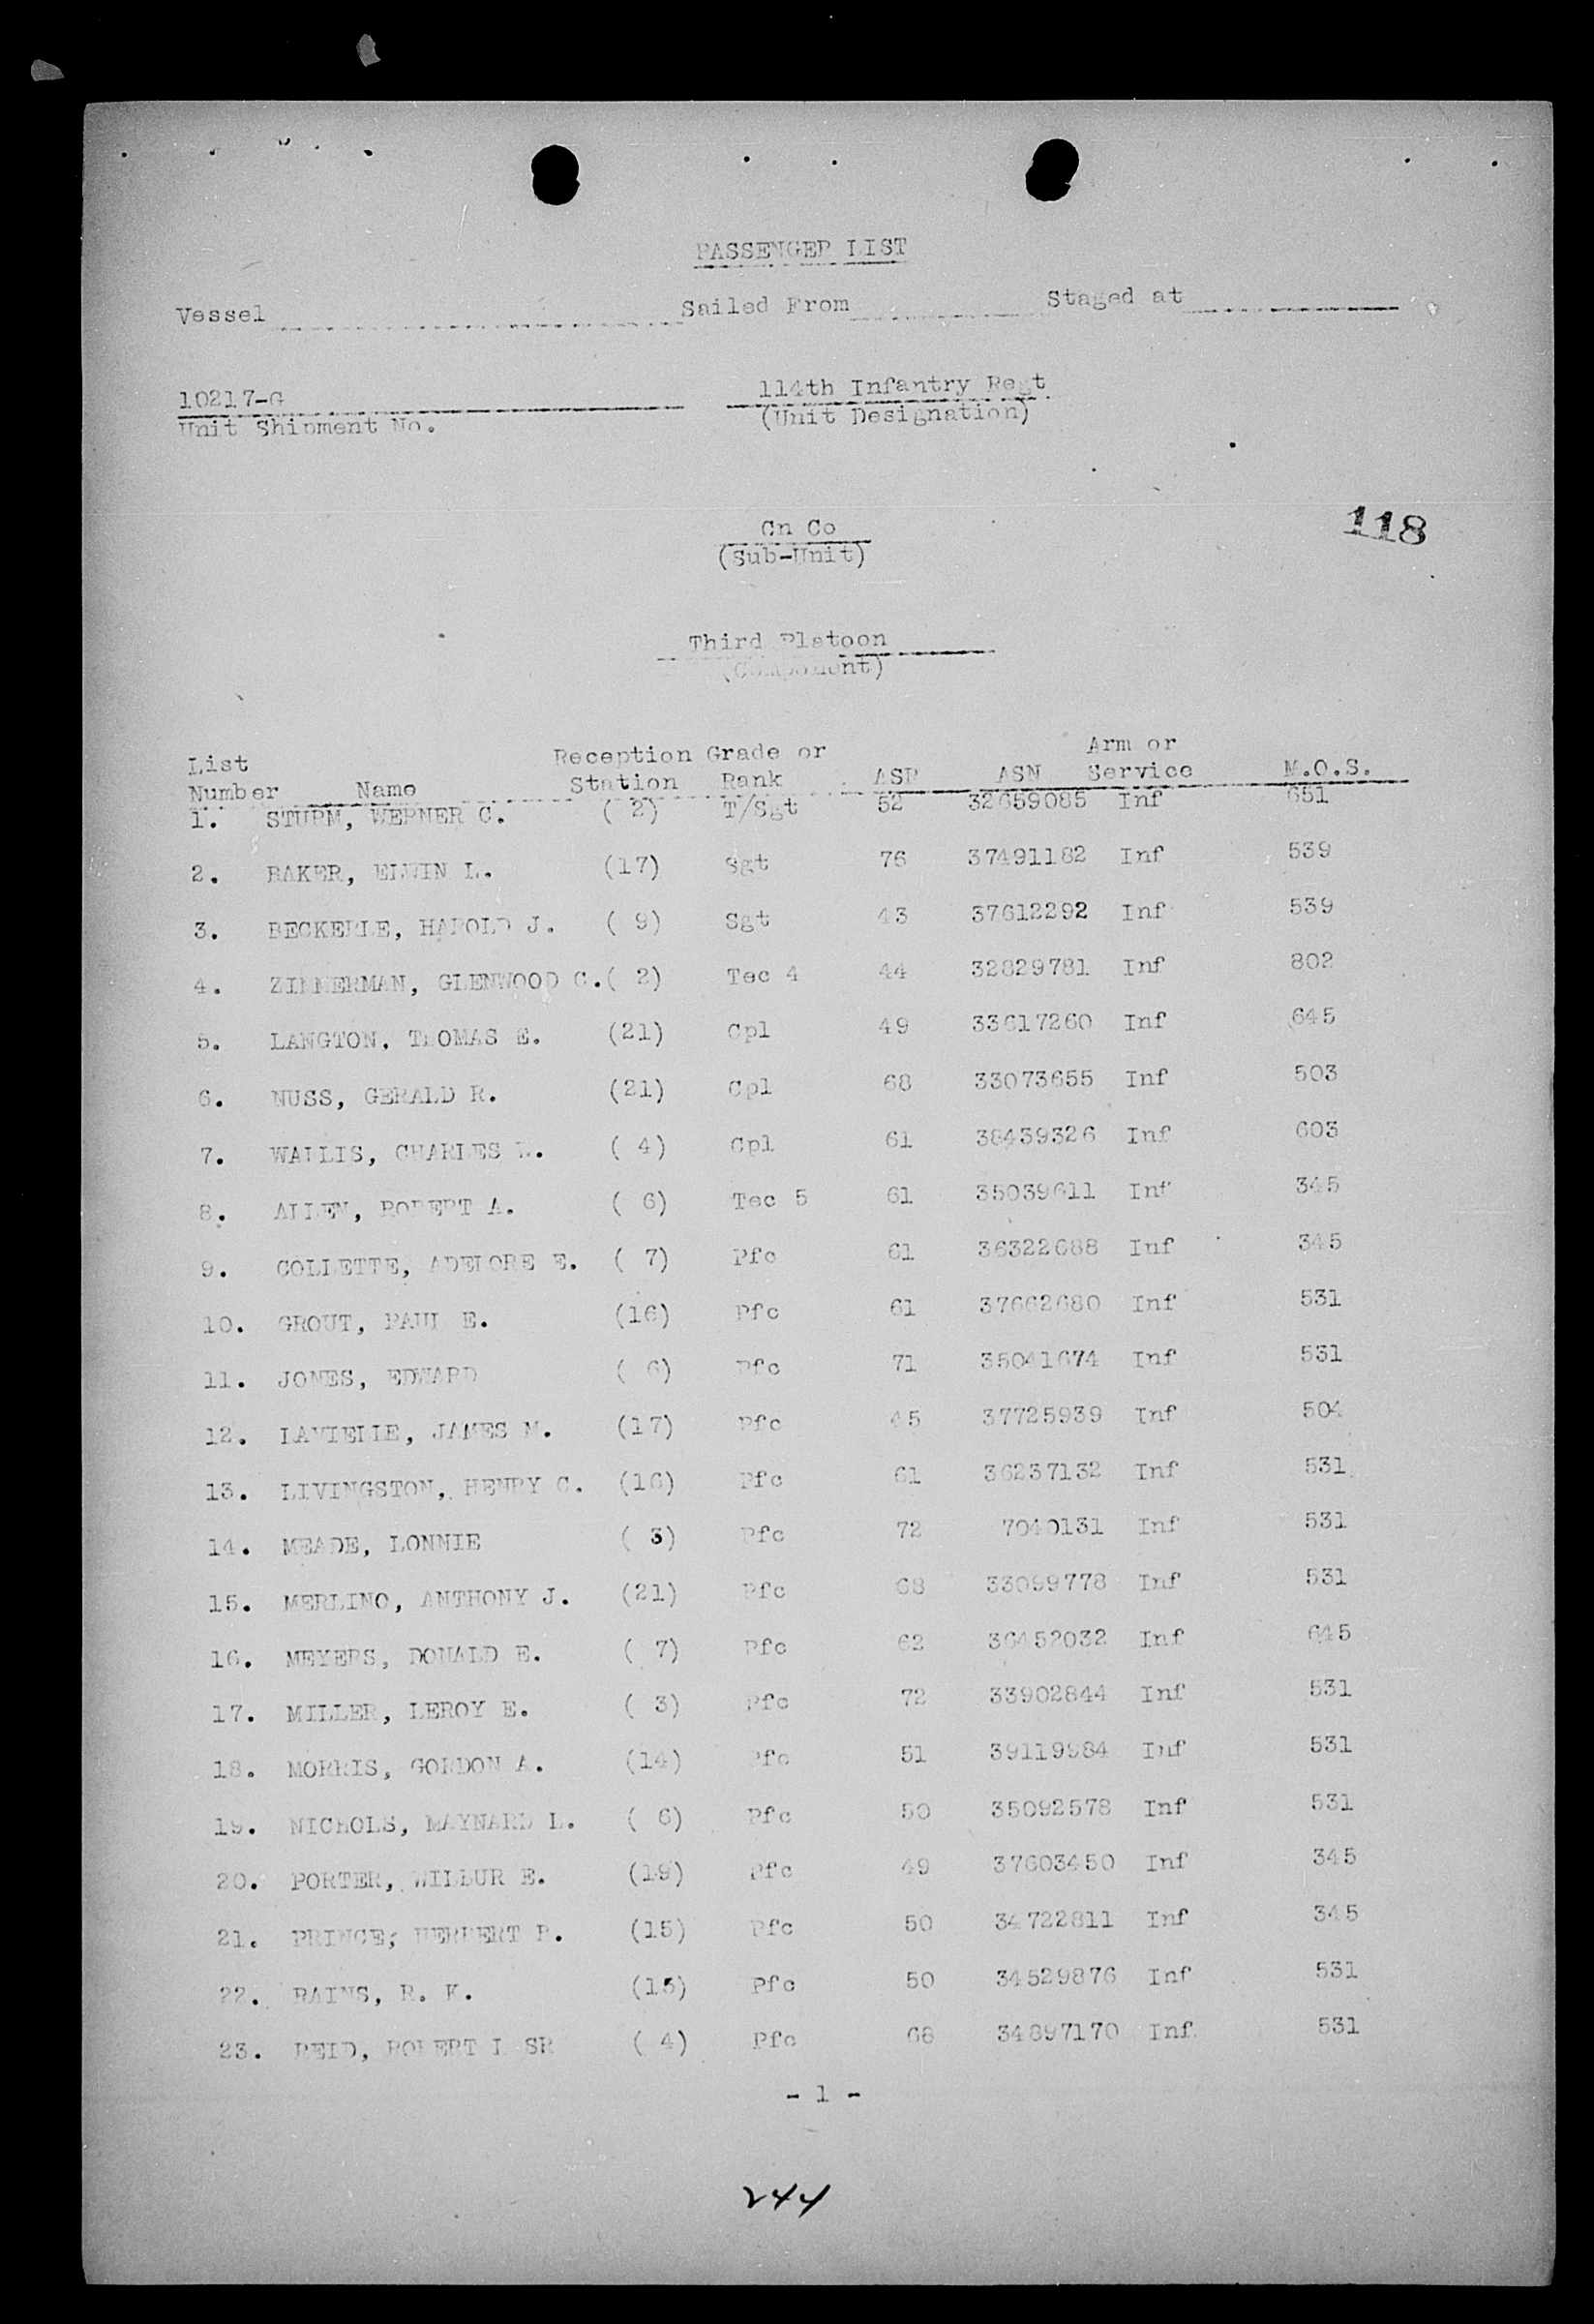 PASSENGER LIST
Vessel Sailed From Staged at
10217-G 114th Infantry Regt
Unit Shipment No. (Unit Designation)
118
Cn Co
(Sub-Unit)
Third Platoon
(Component)
List Reception Grade or Arm or
Number Name Station Rank ASR ASN Service M.O.S.
1. STURM, WERNER C. ( 2) T/Sgt 52 32659085 Inf 651
2. BAKER, ELWIN L. (17) Sgt 76 37491182 Inf 539
3. BECKERLE, HAROLD J. ( 9) Sgt 43 37612292 Inf 539
4. ZIMMERMAN, GLENWOOD C.( 2) Tec 4 44 32829781 Inf 802
5. LANGTON, THOMAS E. (21) Cpl 49 33617260 Inf 645
6. NUSS, GERALD R. (21) Cpl 68 33073655 Inf 503
7. WALLIS, CHARLES ( 4) Cpl 61 38439326 Inf 603
8. ALLEN, ROBERT A. ( 6) Tec 5 61 35039611 Inf 345
9. COLLETTE, ADELORE E. ( 7) Pfc 61 36322688 Inf 345
10. GROUT, PAUL E. (16) Pfc 61 37662680 Inf 531
11. JONES, EDWARD ( 6) Pfc 71 35041674 Inf 531
12. LAVIELLE, JAMES M. (17) Pfc 45 37725939 Inf 504
13. LIVINGSTON, HENRY C. (16) Pfc 61 36237132 Inf 531
14. MEADE, LONNIE ( 3) Pfc 72 7040131 Inf 531
15. MERLINO, ANTHONY J. (21) Pfc 68 33099778 Inf 531
16. MEYERS, DONALD E. ( 7) Pfc 62 36452032 Inf 645
17. MILLER, LEROY E. ( 3) Pfc 72 33902844 Inf 531
18. MORRIS, GORDON A. (14) Pfc 51 Inf 531
19. NICHOLS, MAYNARD L. ( 6) Pfc 50 35092578 Inf 531
20. PORTER, WILBUR E. (19) Pfc 49 37603450 Inf 345
21. PRINCE, HERBERT P. (15) Pfc 50 34722811 Inf 345
22. RAINS, R. K. (15) Pfc 50 34529876 Inf 531
23. REID, ROBERT L SR ( 4) Pfc 68 34897170 Inf 531
- 1 -
244